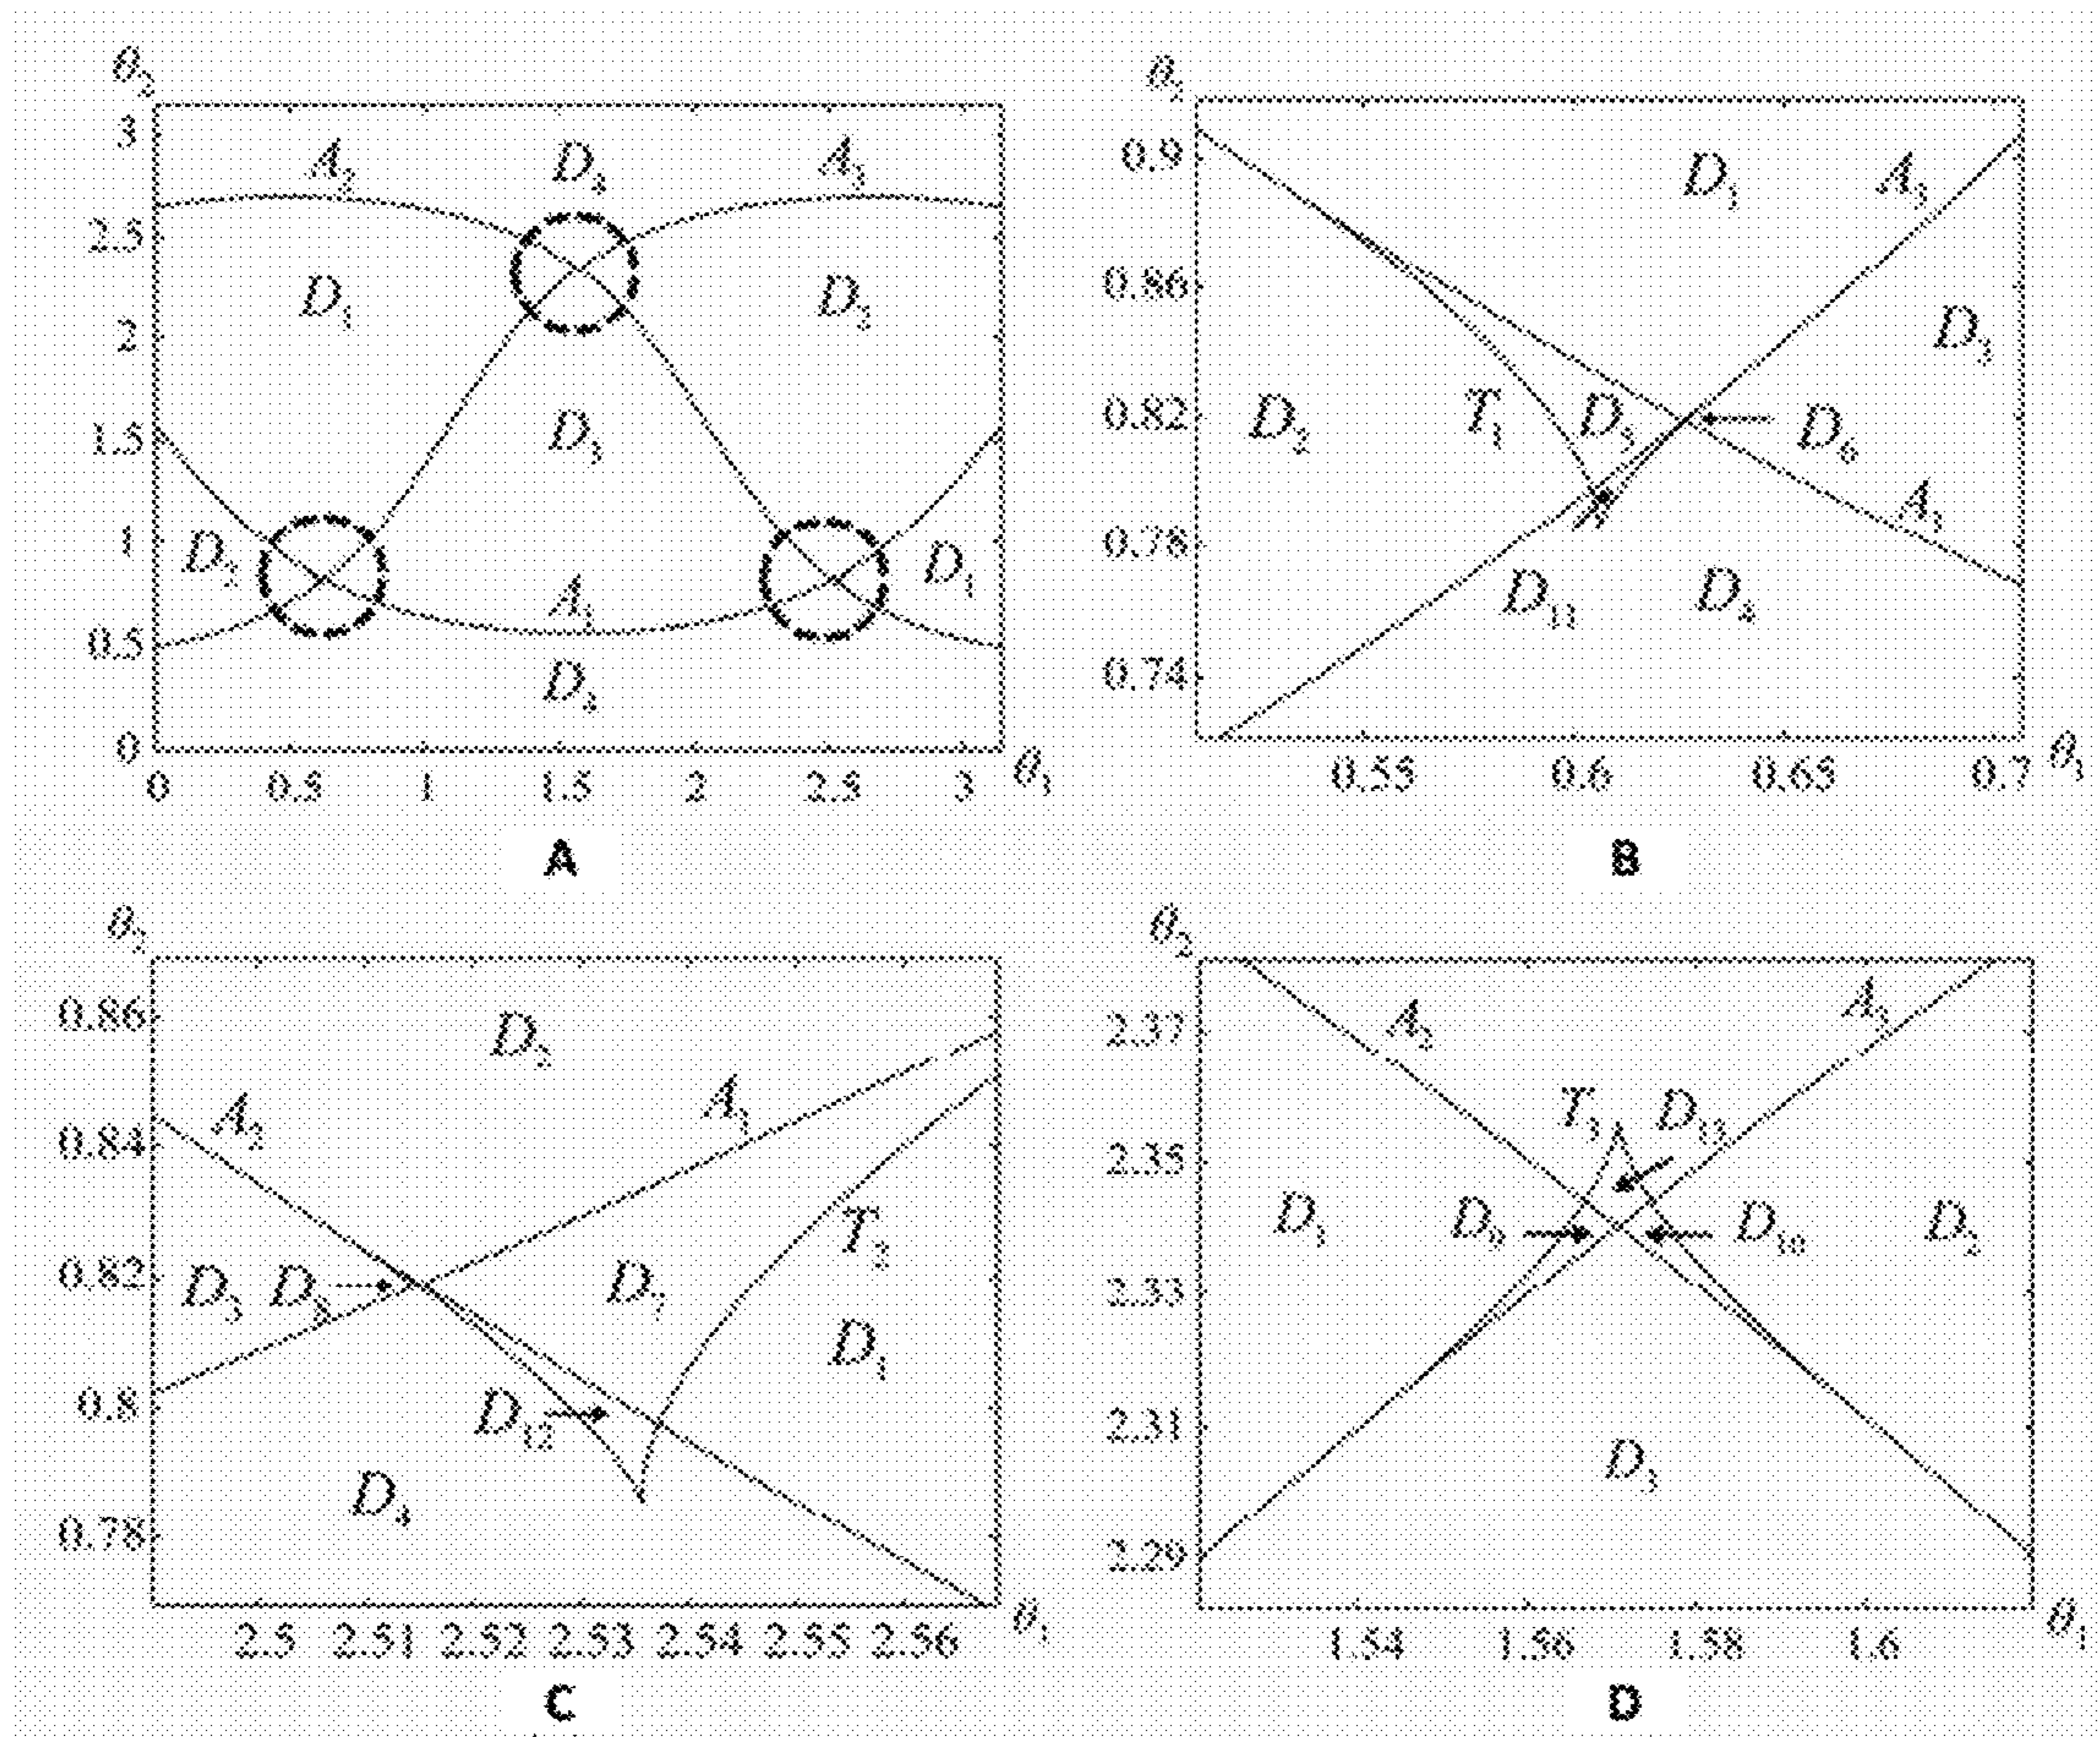 θ₂
3
2.5
2
1.5
1
0.5
0
0 0.5 1 1.5 2 2.5 3 θ₁
A₂ D₄ A₃
D₁ D₂
D₃
D₂ A₁ D₁
D₄
A
θ₂
0.9
0.86
0.82
0.78
0.74
0.55 0.6 0.65 0.7 θ₁
D₁ A₃
D₃
D₂ T₁ D₅ D₆
A₁
D₁₁ D₄
B
θ₂
0.86
0.84
0.82
0.8
0.78
2.5 2.51 2.52 2.53 2.54 2.55 2.56 θ₁
D₂
A₂ A₁
T₂
D₃ D₈ D₇
D₁
D₁₂
D₄
C
θ₂
2.37
2.35
2.33
2.31
2.29
1.54 1.56 1.58 1.6 θ₁
A₂ A₃
T₃ D₁₃
D₁ D₉ D₁₀ D₂
D₃
D